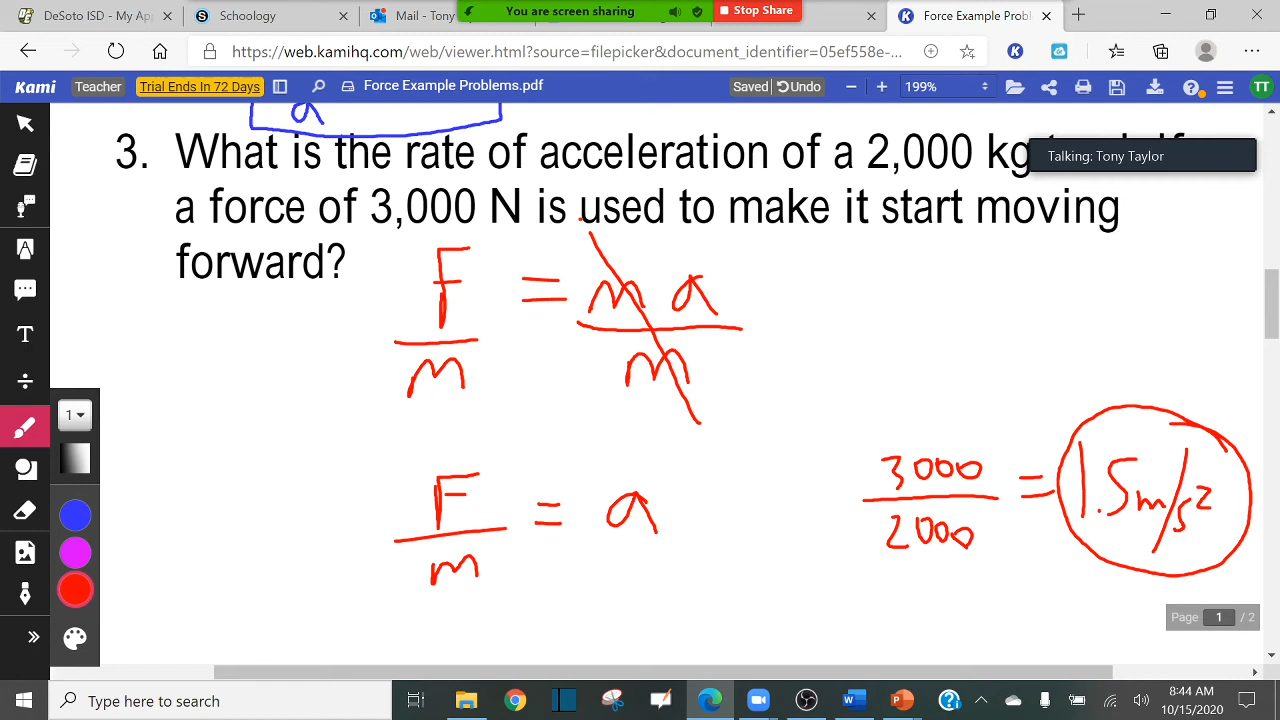 DeDe SD - My Ap
Schoology
Mail - Tony
You are screen sharing
Stop Share
Force Example Probl
https://web.kamihq.com/web/viewer.html?source=filepicker&document_identifier=05ef558e-...
Kami
Teacher
Trial Ends In 72 Days
Force Example Problems.pdf
Saved
Undo
199%
TT
a
3. What is the rate of acceleration of a 2,000 kg
Talking: Tony Taylor
a force of 3,000 N is used to make it start moving
forward?
F = m a
m m
F = a
m
3000 = 1.5 m/s2
2000
1
Page 1 / 2
Type here to search
8:44 AM
10/15/2020